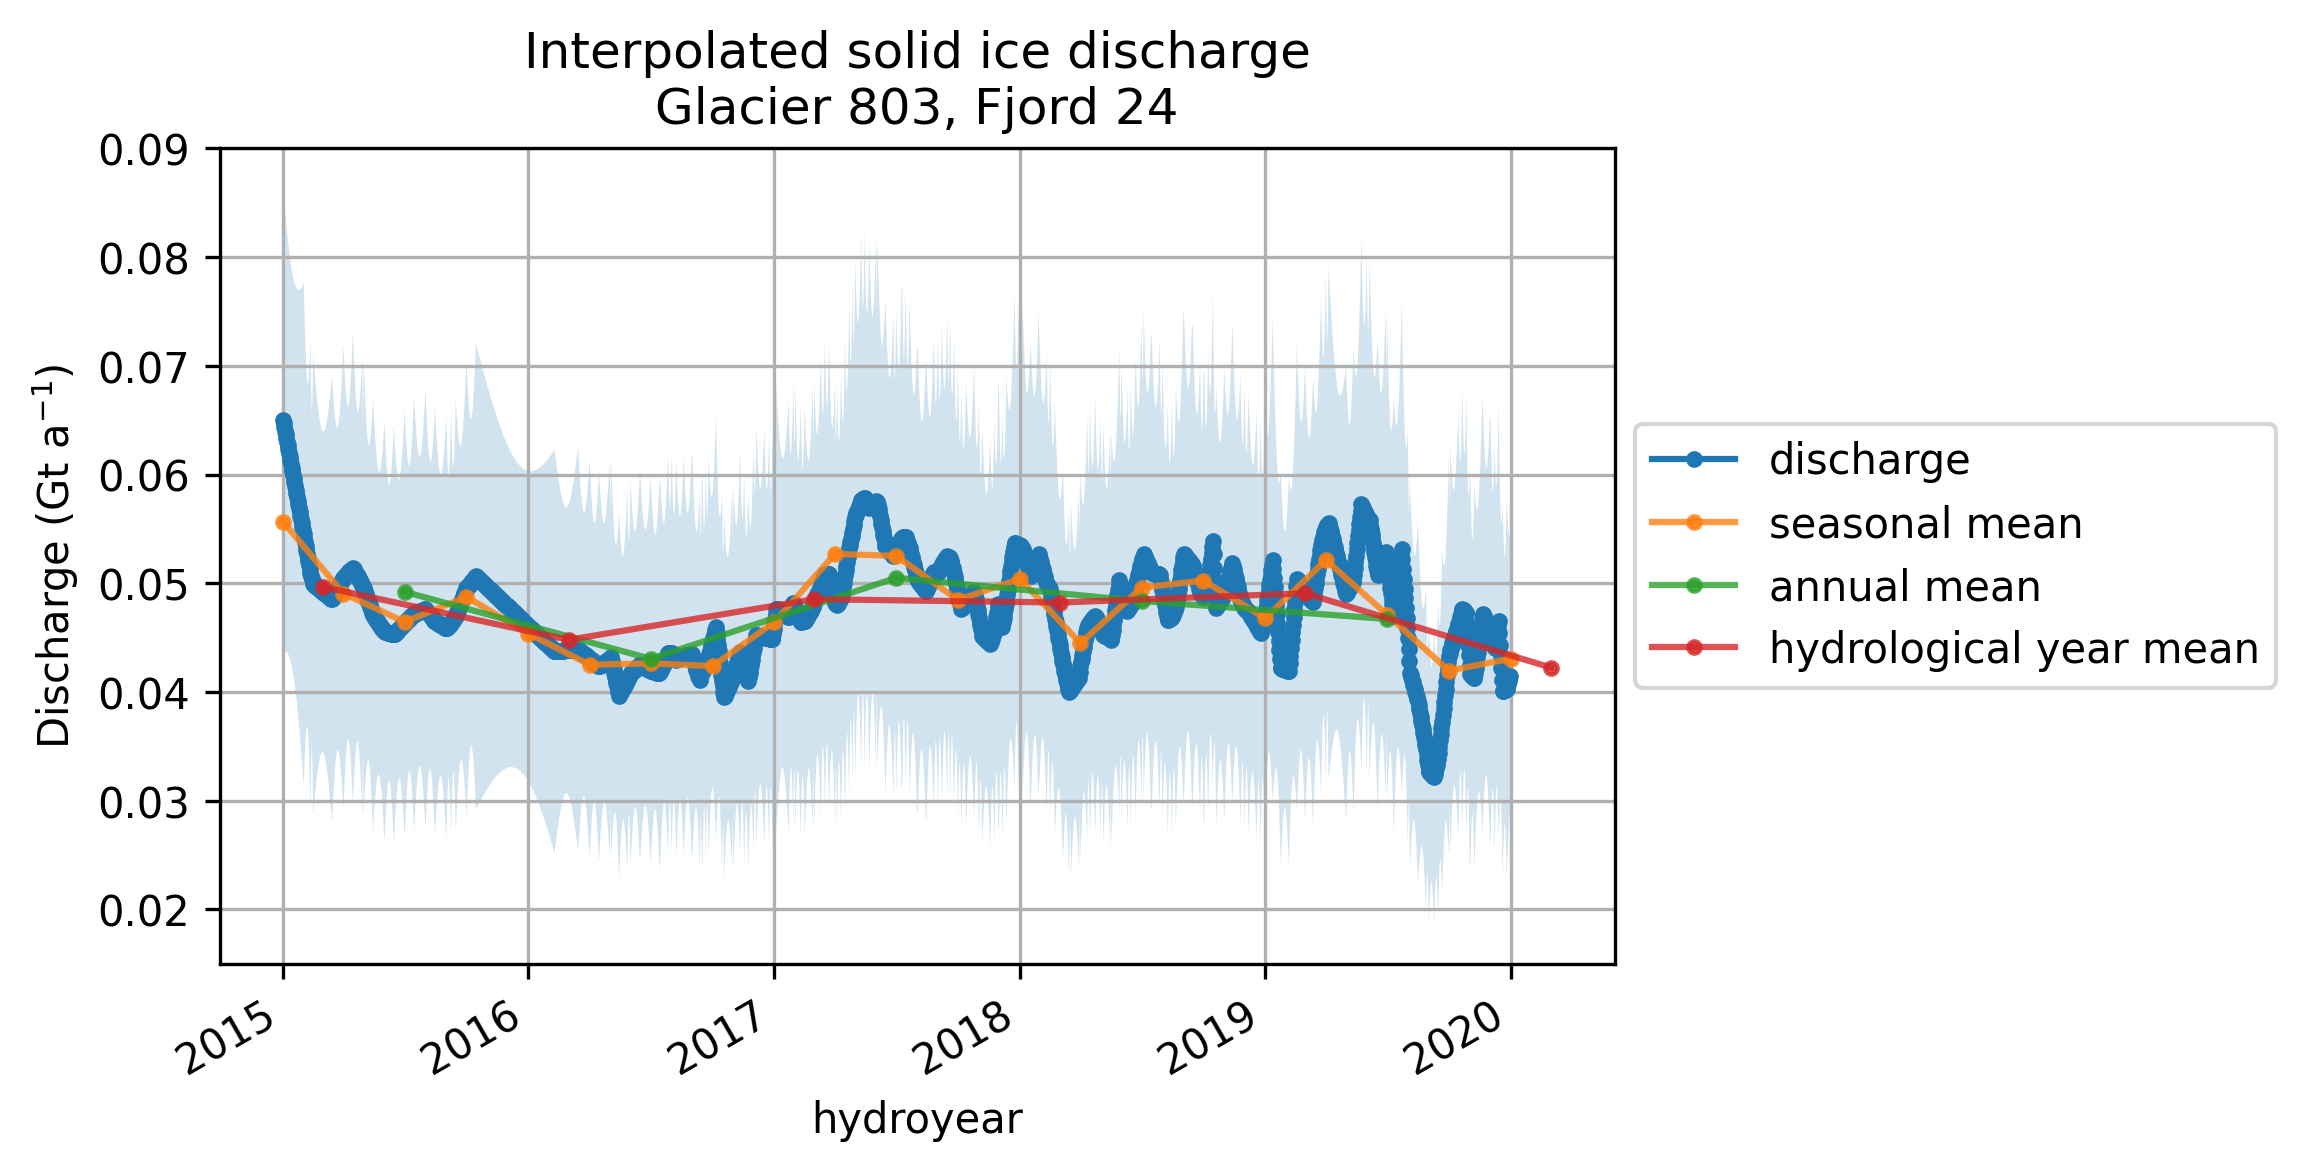 Interpolated solid ice discharge
Glacier 803, Fjord 24
0.09
0.08
0.07
0.06
0.05
0.04
0.03
0.02
Discharge (Gt a⁻¹)
2015
2016
2017
2018
2019
2020
hydroyear
discharge
seasonal mean
annual mean
hydrological year mean